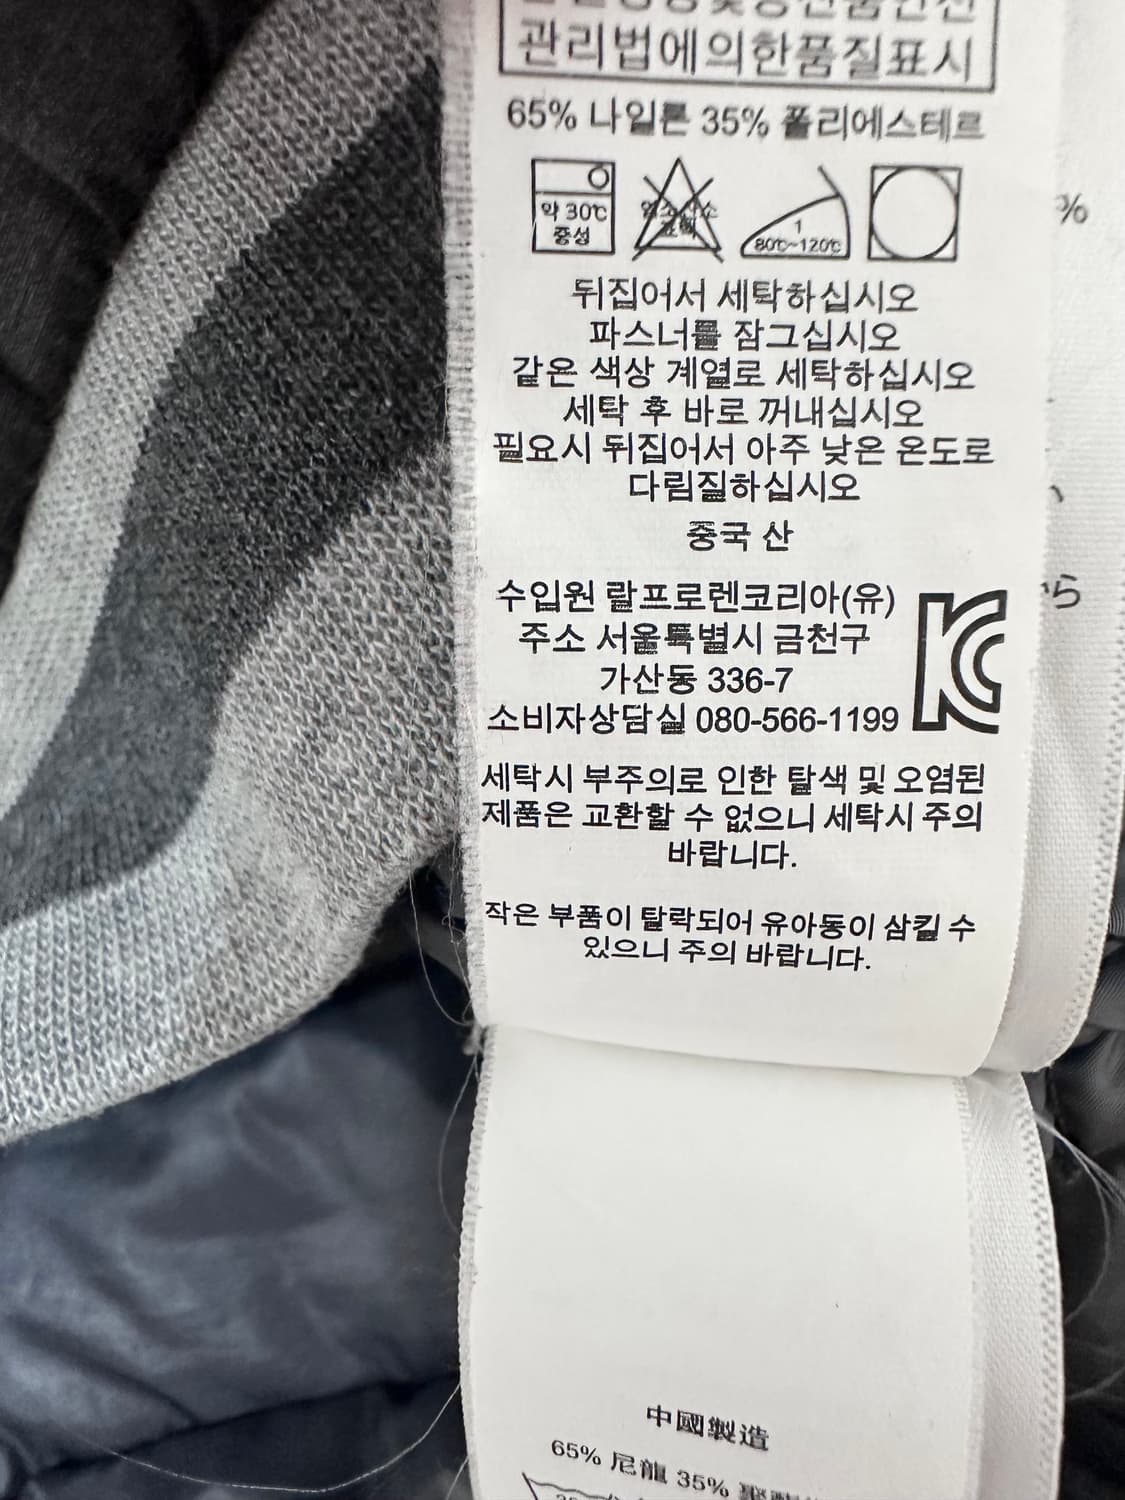 관리법에의한품질표시
65% 나일론 35% 폴리에스테르
약 30℃
중성
1
80℃~120℃
뒤집어서 세탁하십시오
파스너를 잠그십시오
같은 색상 계열로 세탁하십시오
세탁 후 바로 꺼내십시오
필요시 뒤집어서 아주 낮은 온도로
다림질하십시오
중국 산
수입원 랄프로렌코리아(유)
주소 서울특별시 금천구
가산동 336-7
소비자상담실 080-566-1199
세탁시 부주의로 인한 탈색 및 오염된
제품은 교환할 수 없으니 세탁시 주의
바랍니다.
작은 부품이 탈락되어 유아동이 삼킬 수
있으니 주의 바랍니다.
中國製造
65% 尼龍 35%
%
ら